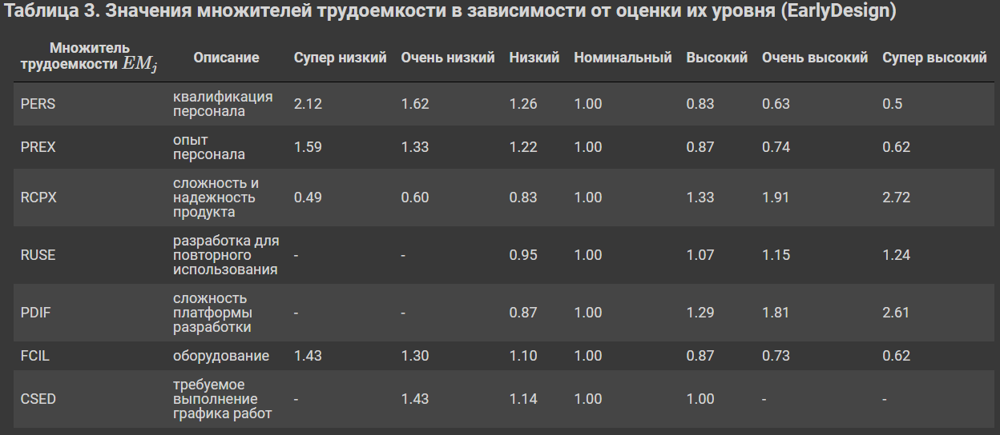 Таблица 3. Значения множителей трудоемкости в зависимости от оценки их уровня (EarlyDesign)
Множитель
трудоемкости EMj Описание Супер низкий Очень низкий Низкий Номинальный Высокий Очень высокий Супер высокий
PERS квалификация персонала 2.12 1.62 1.26 1.00 0.83 0.63 0.5
PREX опыт персонала 1.59 1.33 1.22 1.00 0.87 0.74 0.62
RCPX сложность и надежность продукта 0.49 0.60 0.83 1.00 1.33 1.91 2.72
RUSE разработка для повторного использования - - 0.95 1.00 1.07 1.15 1.24
PDIF сложность платформы разработки - - 0.87 1.00 1.29 1.81 2.61
FCIL оборудование 1.43 1.30 1.10 1.00 0.87 0.73 0.62
CSED требуемое выполнение графика работ - 1.43 1.14 1.00 1.00 - -